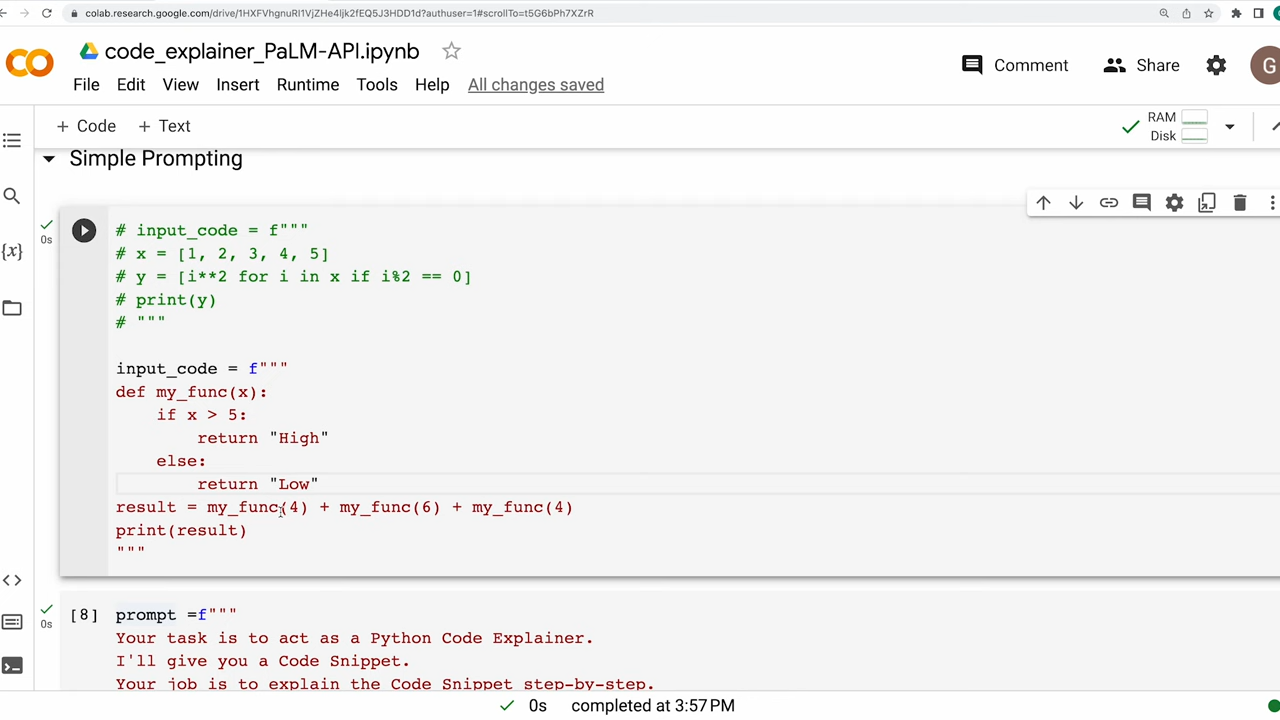 colab.research.google.com/drive/1HXFVhgnuRI1VjZHe4Ijk2fEQ5J3HDD1d?authuser=1#scrollTo=t5G6bPh7XZrR
code_explainer_PaLM-API.ipynb
Comment
Share
G
File Edit View Insert Runtime Tools Help All changes saved
+ Code + Text
RAM
Disk
Simple Prompting
0s
# input_code = f"""
# x = [1, 2, 3, 4, 5]
# y = [i**2 for i in x if i%2 == 0]
# print(y)
# """
{x}
input_code = f"""
def my_func(x):
    if x > 5:
        return "High"
    else:
        return "Low"
result = my_func(4) + my_func(6) + my_func(4)
print(result)
"""
[8] prompt =f"""
0s
Your task is to act as a Python Code Explainer.
I'll give you a Code Snippet.
Your job is to explain the Code Snippet step-by-step.
0s completed at 3:57 PM